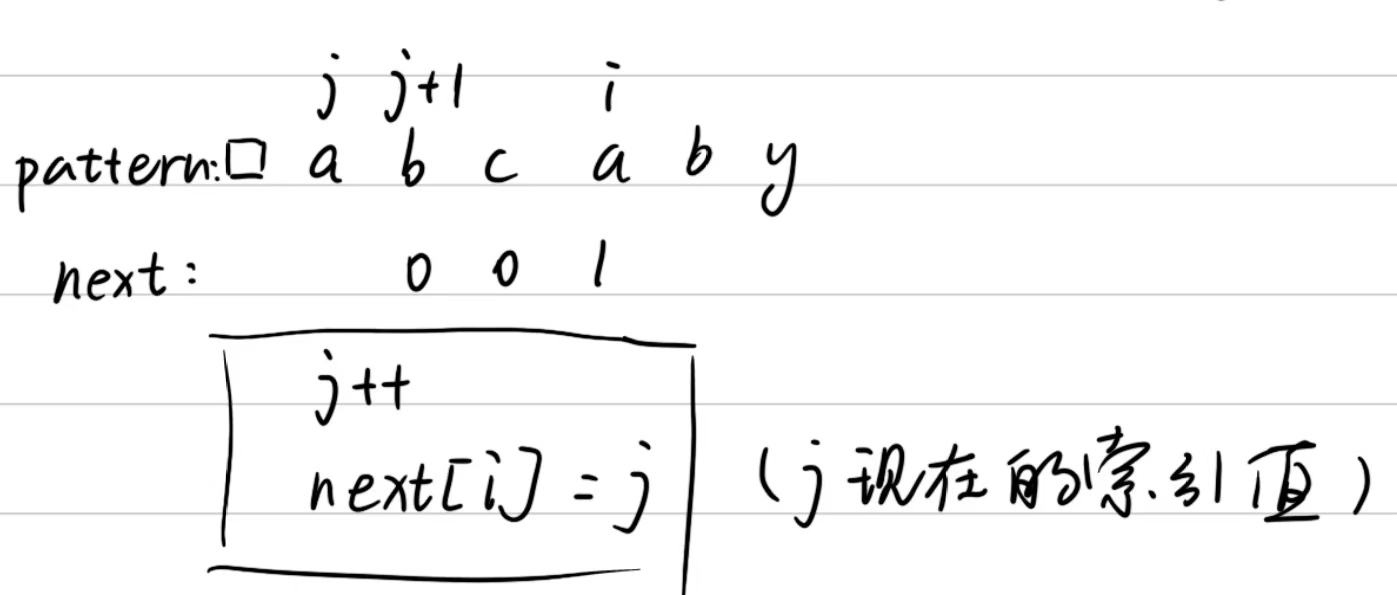 j j+1 i
pattern:□ a b c a b y
next: 0 0 1
j++
next[i] = j (j现在的索引值)